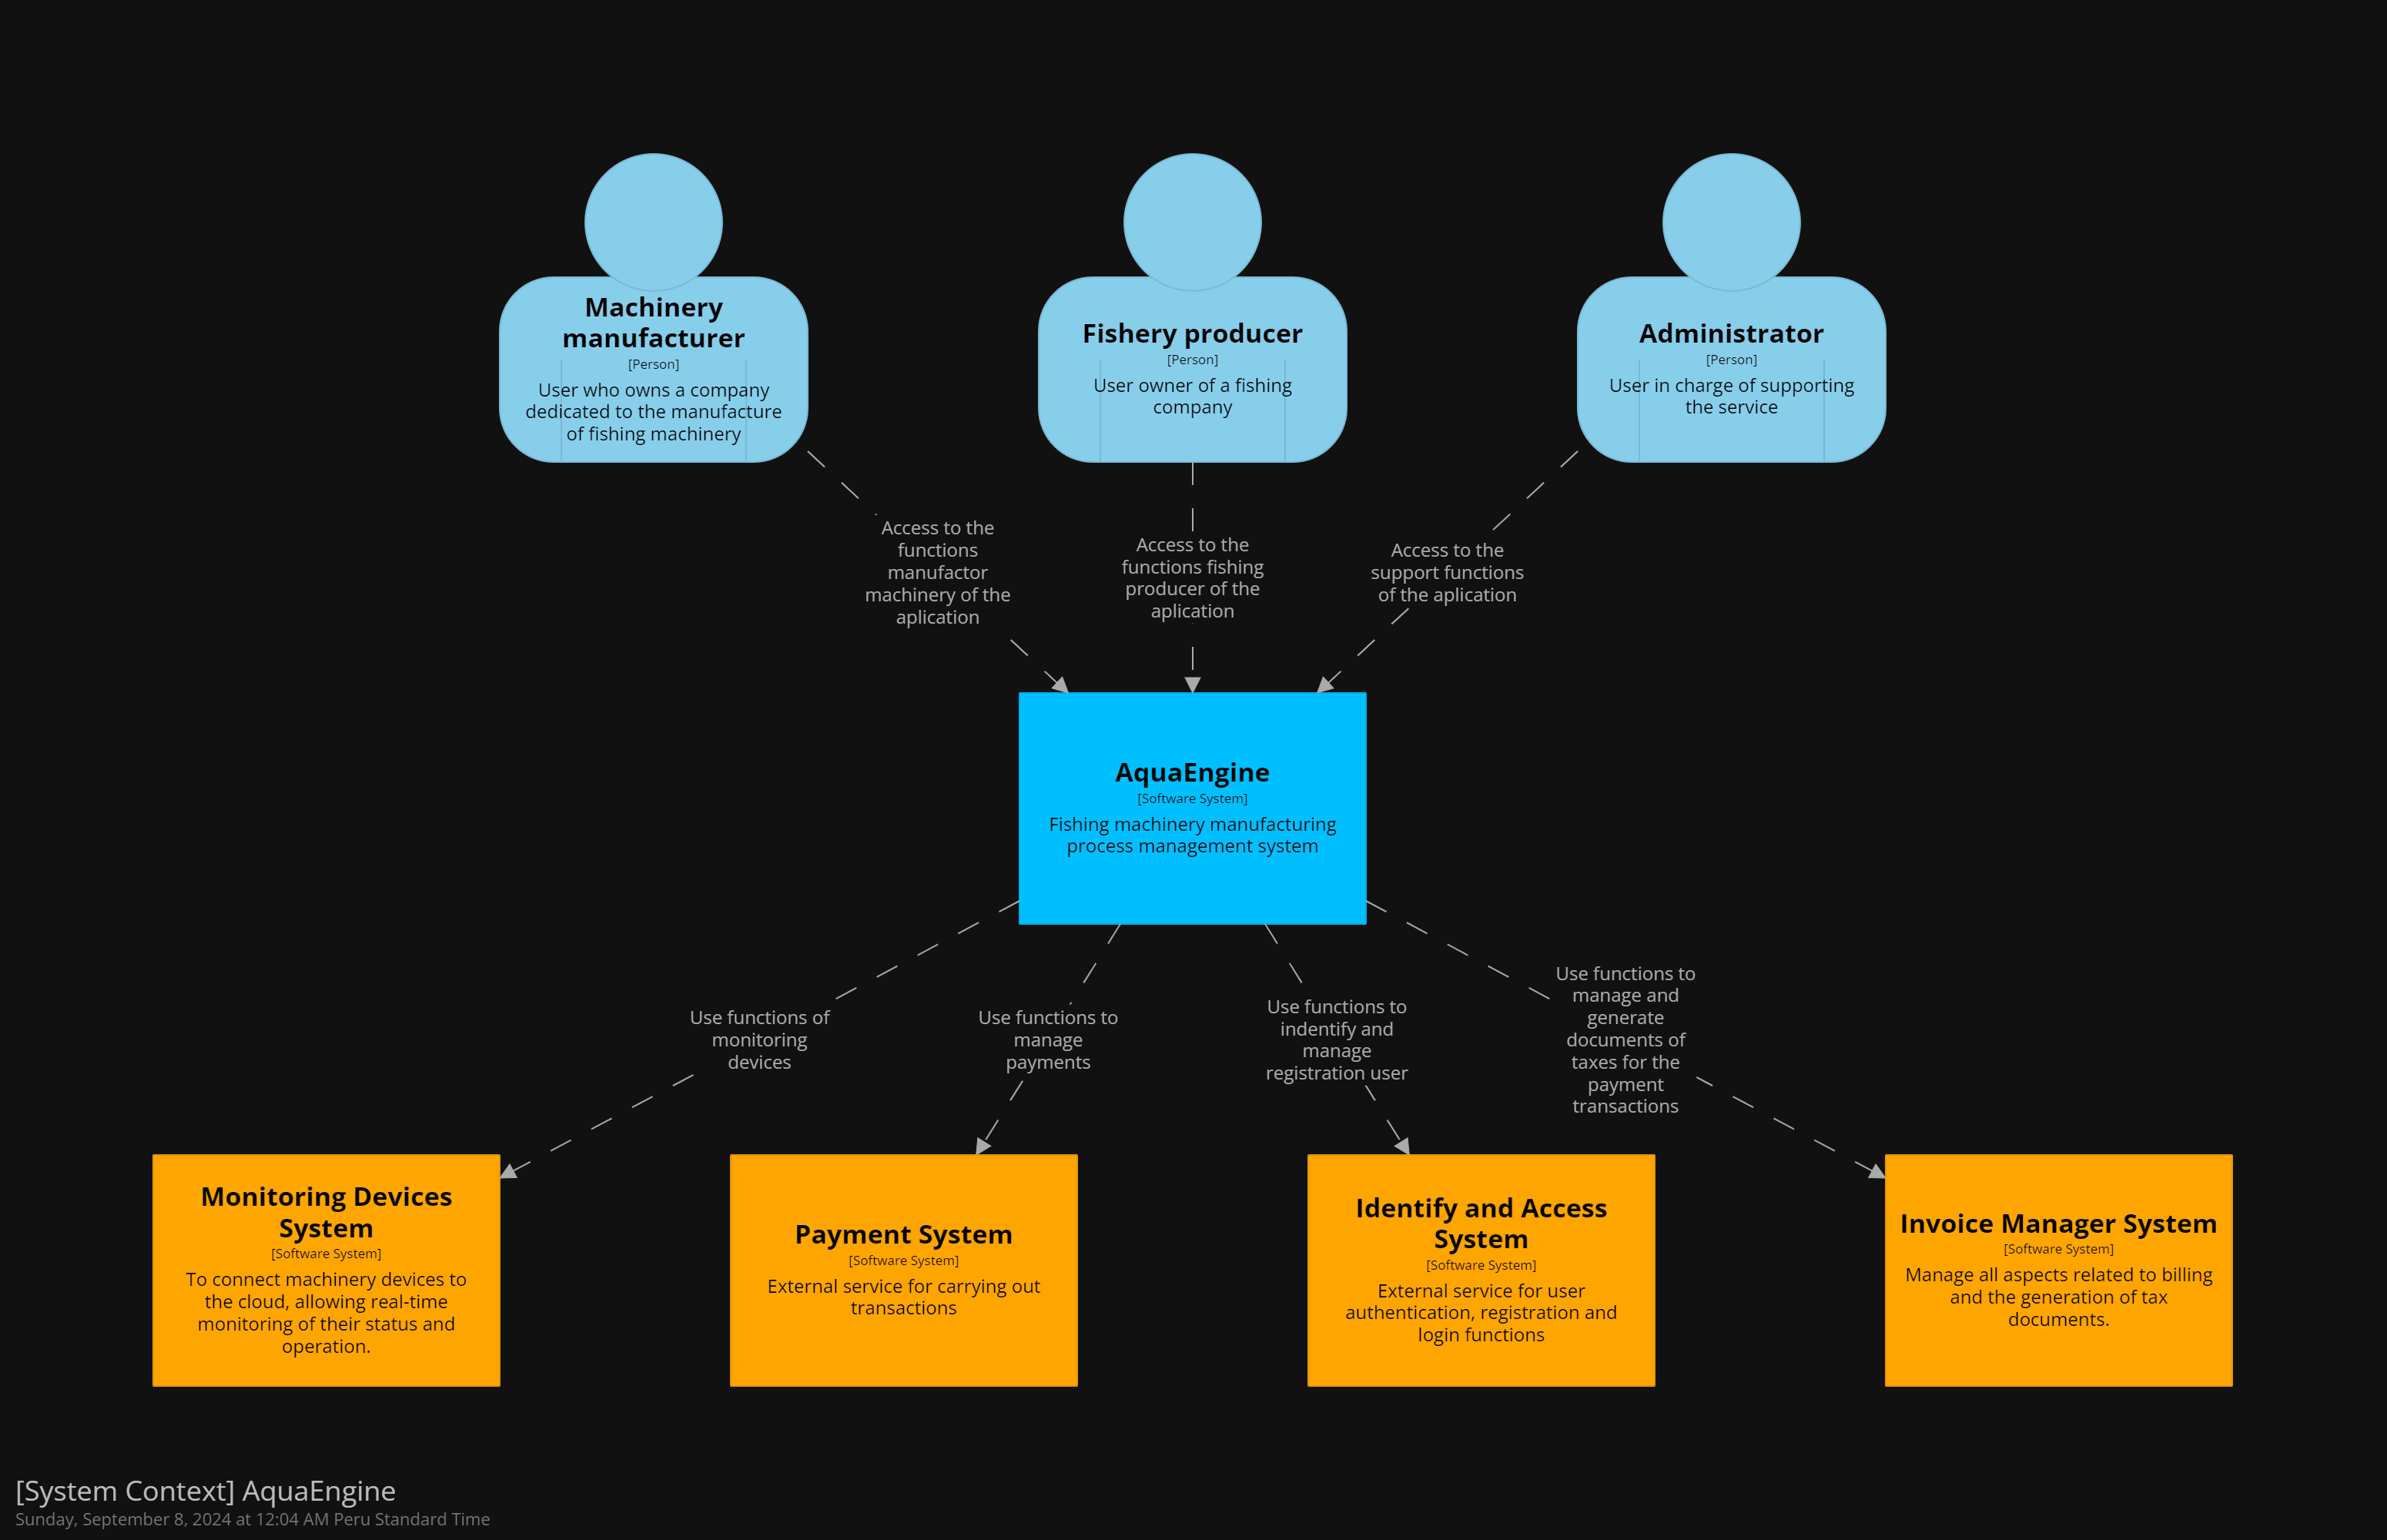 Machinery
manufacturer
[Person]
User who owns a company
dedicated to the manufacture
of fishing machinery
Fishery producer
[Person]
User owner of a fishing
company
Administrator
[Person]
User in charge of supporting
the service
Access to the
functions
manufactor
machinery of the
aplication
Access to the
functions fishing
producer of the
aplication
Access to the
support functions
of the aplication
AquaEngine
[Software System]
Fishing machinery manufacturing
process management system
Use functions of
monitoring
devices
Use functions to
manage
payments
Use functions to
indentify and
manage
registration user
Use functions to
manage and
generate
documents of
taxes for the
payment
transactions
Monitoring Devices
System
[Software System]
To connect machinery devices to
the cloud, allowing real-time
monitoring of their status and
operation.
Payment System
[Software System]
External service for carrying out
transactions
Identify and Access
System
[Software System]
External service for user
authentication, registration and
login functions
Invoice Manager System
[Software System]
Manage all aspects related to billing
and the generation of tax
documents.
[System Context] AquaEngine
Sunday, September 8, 2024 at 12:04 AM Peru Standard Time